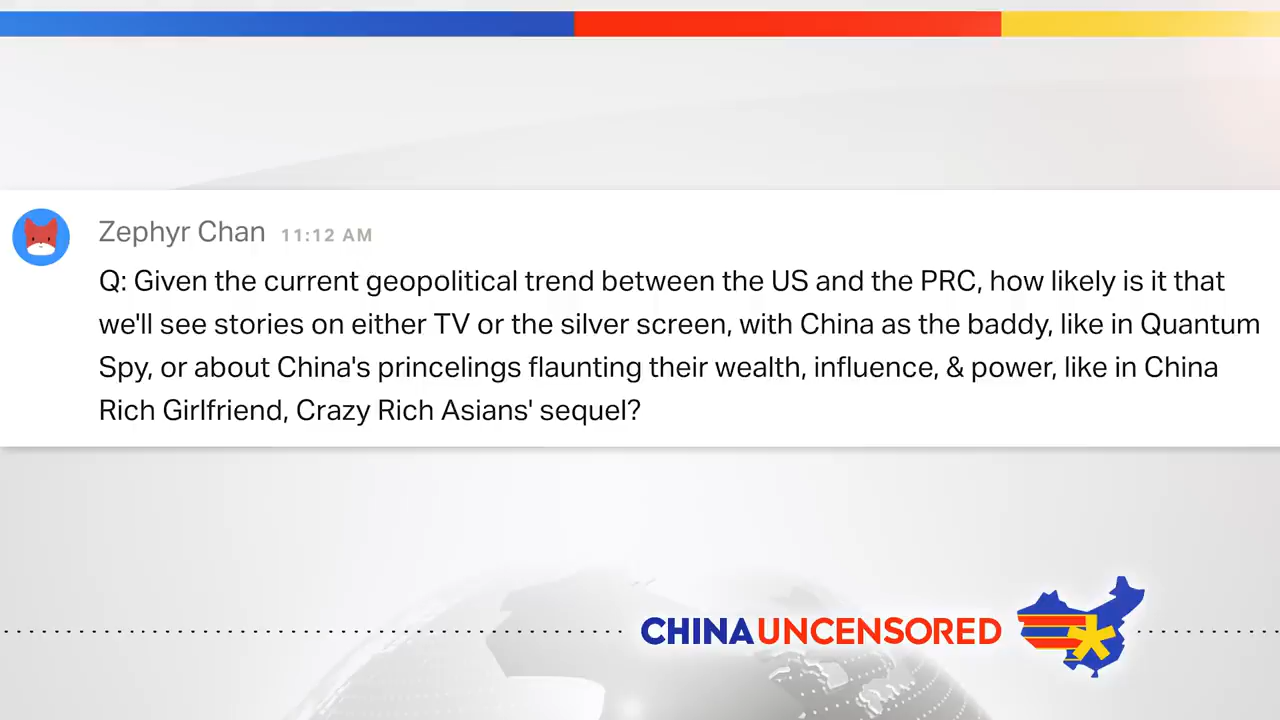 Zephyr Chan 11:12 AM
Q: Given the current geopolitical trend between the US and the PRC, how likely is it that
we'll see stories on either TV or the silver screen, with China as the baddy, like in Quantum
Spy, or about China's princelings flaunting their wealth, influence, & power, like in China
Rich Girlfriend, Crazy Rich Asians' sequel?
CHINA UNCENSORED